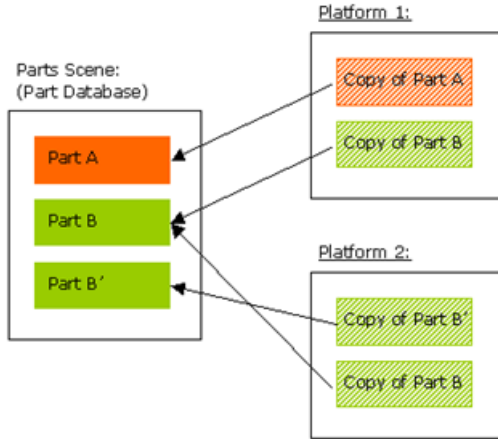 Parts Scene:
(Part Database)
Part A
Part B
Part B′
Platform 1:
Copy of Part A
Copy of Part B
Platform 2:
Copy of Part B′
Copy of Part B